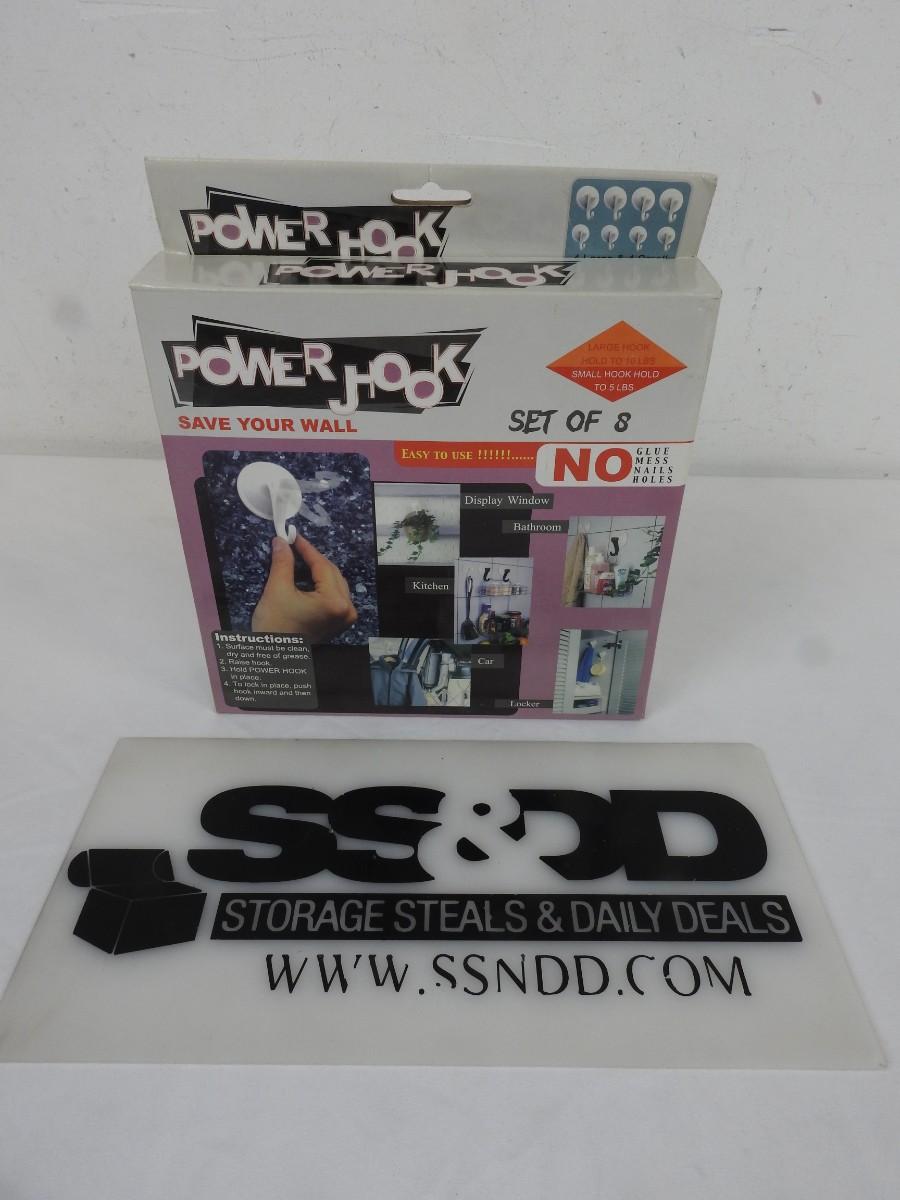 POWER HOOK
4 Large & 4 Small
POWER HOOK
POWER HOOK
SAVE YOUR WALL
LARGE HOOK
HOLD TO 10 LBS
SMALL HOOK HOLD
TO 5 LBS
SET OF 8
EASY TO USE !!!!!!......
NO
GLUE
MESS
NAILS
HOLES
Display Window
Bathroom
Kitchen
Car
Locker
Instructions:
1. Surface must be clean,
dry and free of grease.
2. Raise hook.
3. Hold POWER HOOK
in place.
4. To lock in place, push
hook inward and then
down.
SS&DD
STORAGE STEALS & DAILY DEALS
WWW.SSNDD.COM